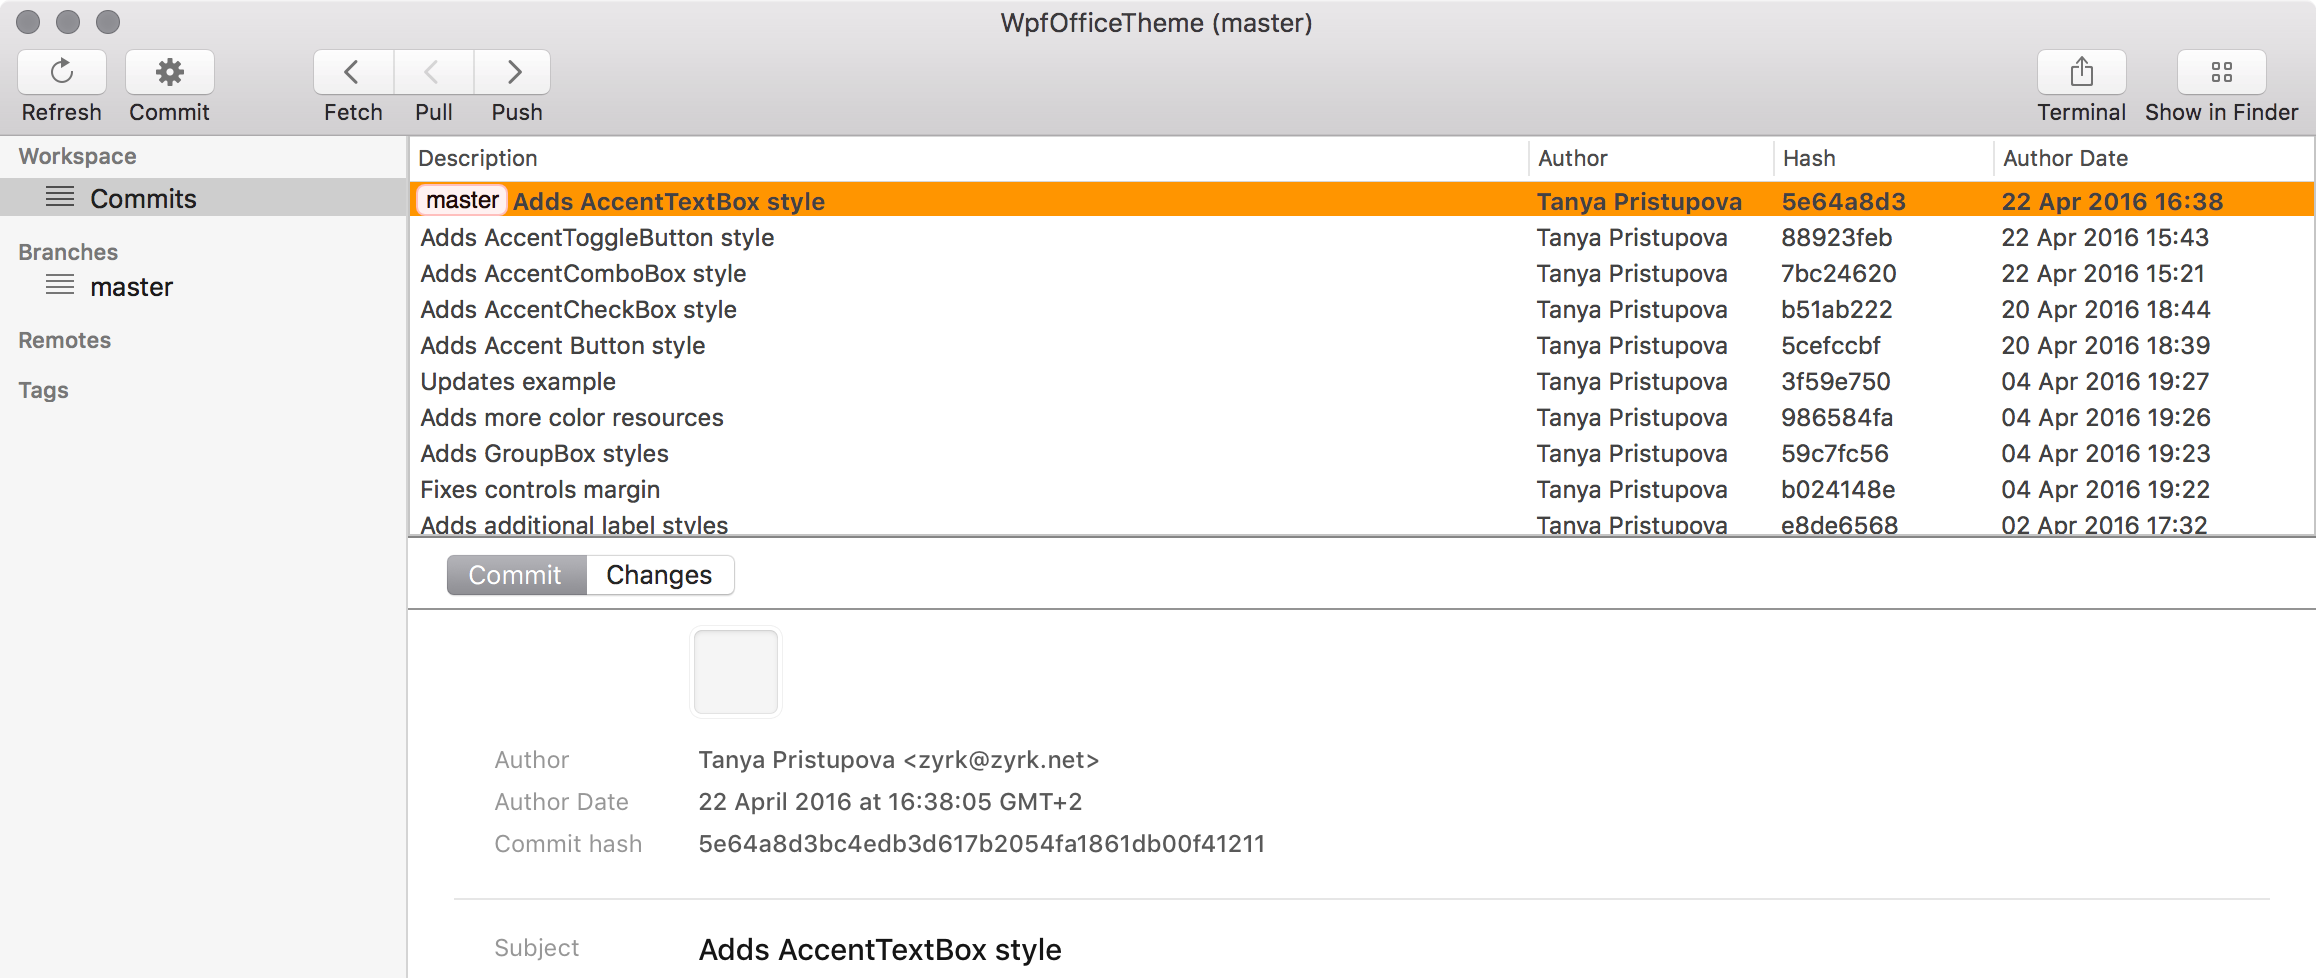 WpfOfficeTheme (master)
Refresh Commit Fetch Pull Push Terminal Show in Finder
Workspace
Commits
Branches
master
Remotes
Tags
Description Author Hash Author Date
master Adds AccentTextBox style Tanya Pristupova 5e64a8d3 22 Apr 2016 16:38
Adds AccentToggleButton style Tanya Pristupova 88923feb 22 Apr 2016 15:43
Adds AccentComboBox style Tanya Pristupova 7bc24620 22 Apr 2016 15:21
Adds AccentCheckBox style Tanya Pristupova b51ab222 20 Apr 2016 18:44
Adds Accent Button style Tanya Pristupova 5cefccbf 20 Apr 2016 18:39
Updates example Tanya Pristupova 3f59e750 04 Apr 2016 19:27
Adds more color resources Tanya Pristupova 986584fa 04 Apr 2016 19:26
Adds GroupBox styles Tanya Pristupova 59c7fc56 04 Apr 2016 19:23
Fixes controls margin Tanya Pristupova b024148e 04 Apr 2016 19:22
Adds additional label styles Tanya Pristupova e8de6568 02 Apr 2016 17:32
Commit Changes
Author Tanya Pristupova <zyrk@zyrk.net>
Author Date 22 April 2016 at 16:38:05 GMT+2
Commit hash 5e64a8d3bc4edb3d617b2054fa1861db00f41211
Subject Adds AccentTextBox style